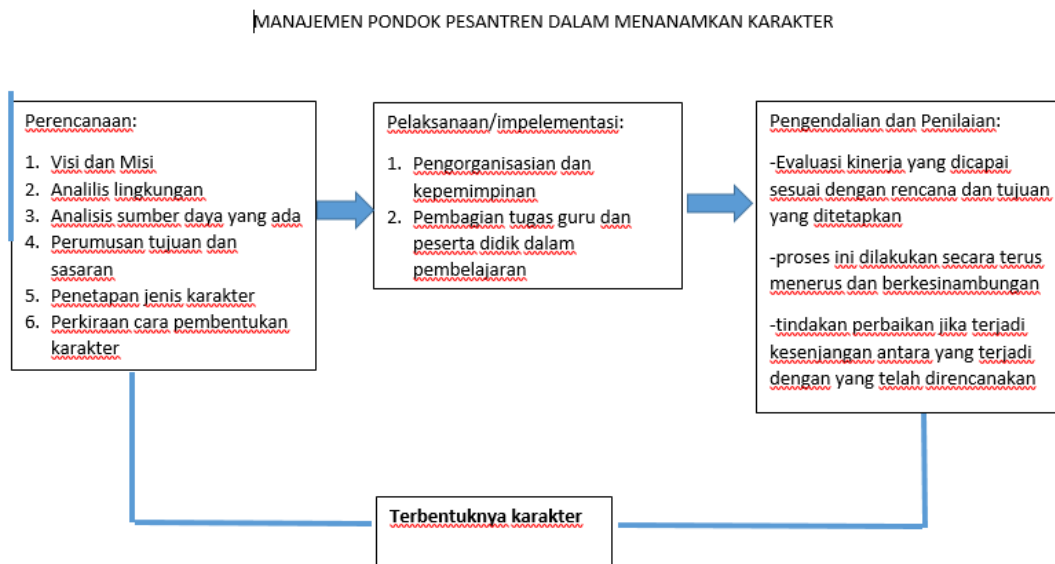 MANAJEMEN PONDOK PESANTREN DALAM MENANAMKAN KARAKTER
Perencanaan:
1. Visi dan Misi
2. Analilis lingkungan
3. Analisis sumber daya yang ada
4. Perumusan tujuan dan
sasaran
5. Penetapan jenis karakter
6. Perkiraan cara pembentukan
karakter
Pelaksanaan/impelementasi:
1. Pengorganisasian dan
kepemimpinan
2. Pembagian tugas guru dan
peserta didik dalam
pembelajaran
Pengendalian dan Penilaian:
-Evaluasi kinerja yang dicapai
sesuai dengan rencana dan tujuan
yang ditetapkan
-proses ini dilakukan secara terus
menerus dan berkesinambungan
-tindakan perbaikan jika terjadi
kesenjangan antara yang terjadi
dengan yang telah direncanakan
Terbentuknya karakter